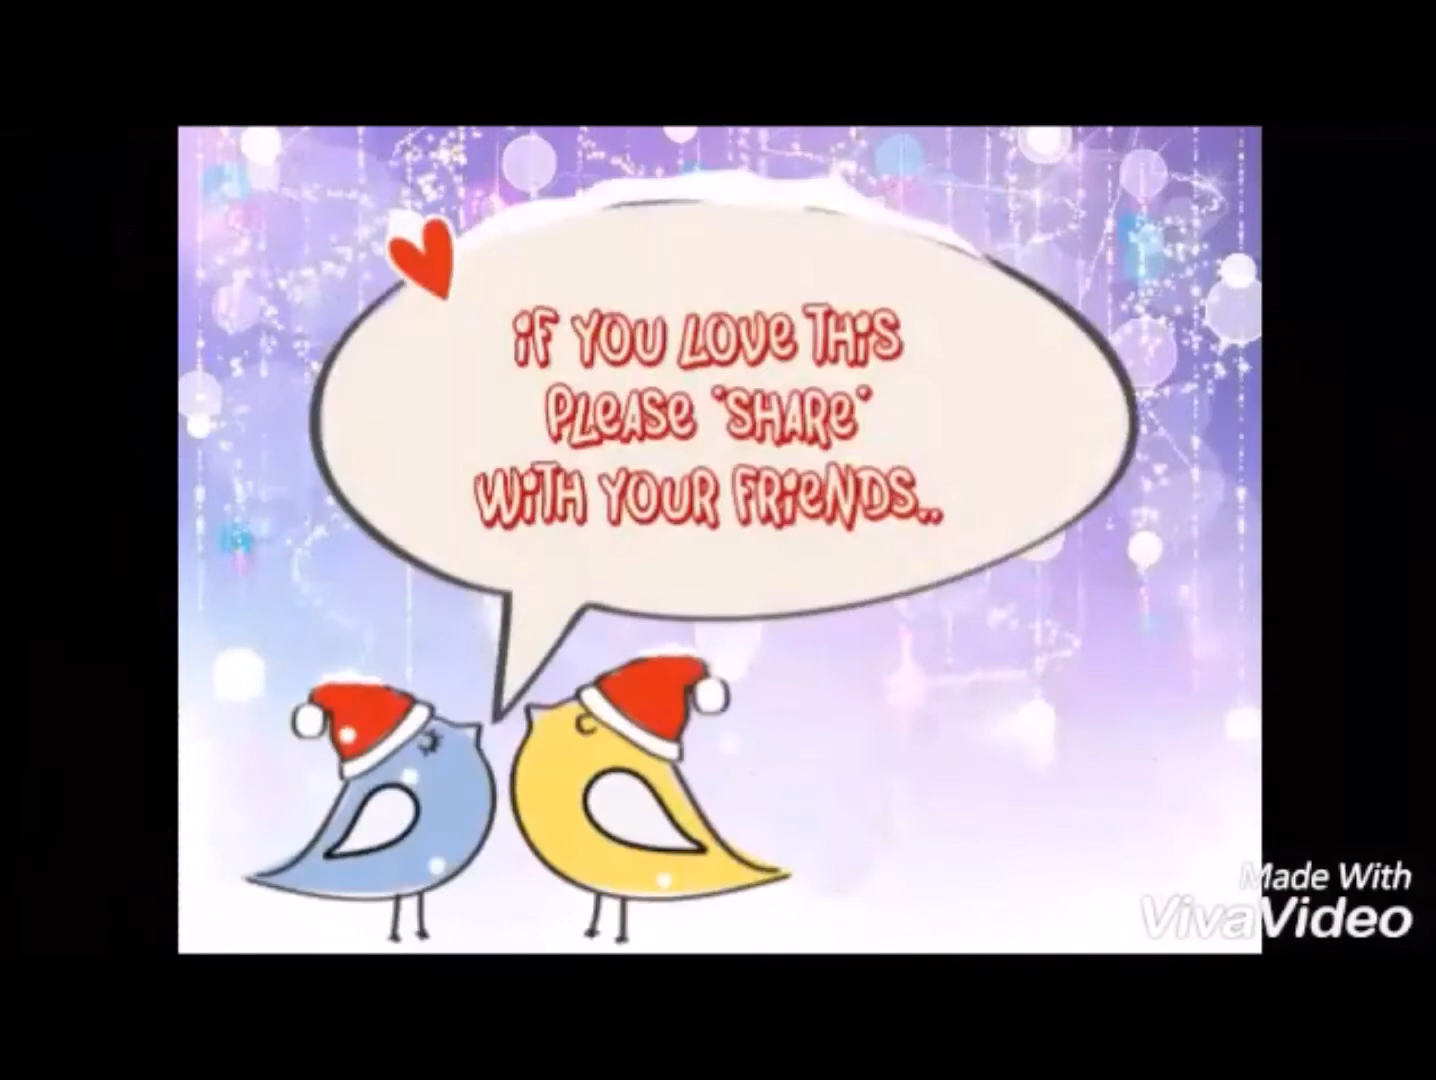 iF YOU LOVe THiS
PLeASe "SHARe"
WiTH YOUR FRieNDS..
Made With
VivaVideo